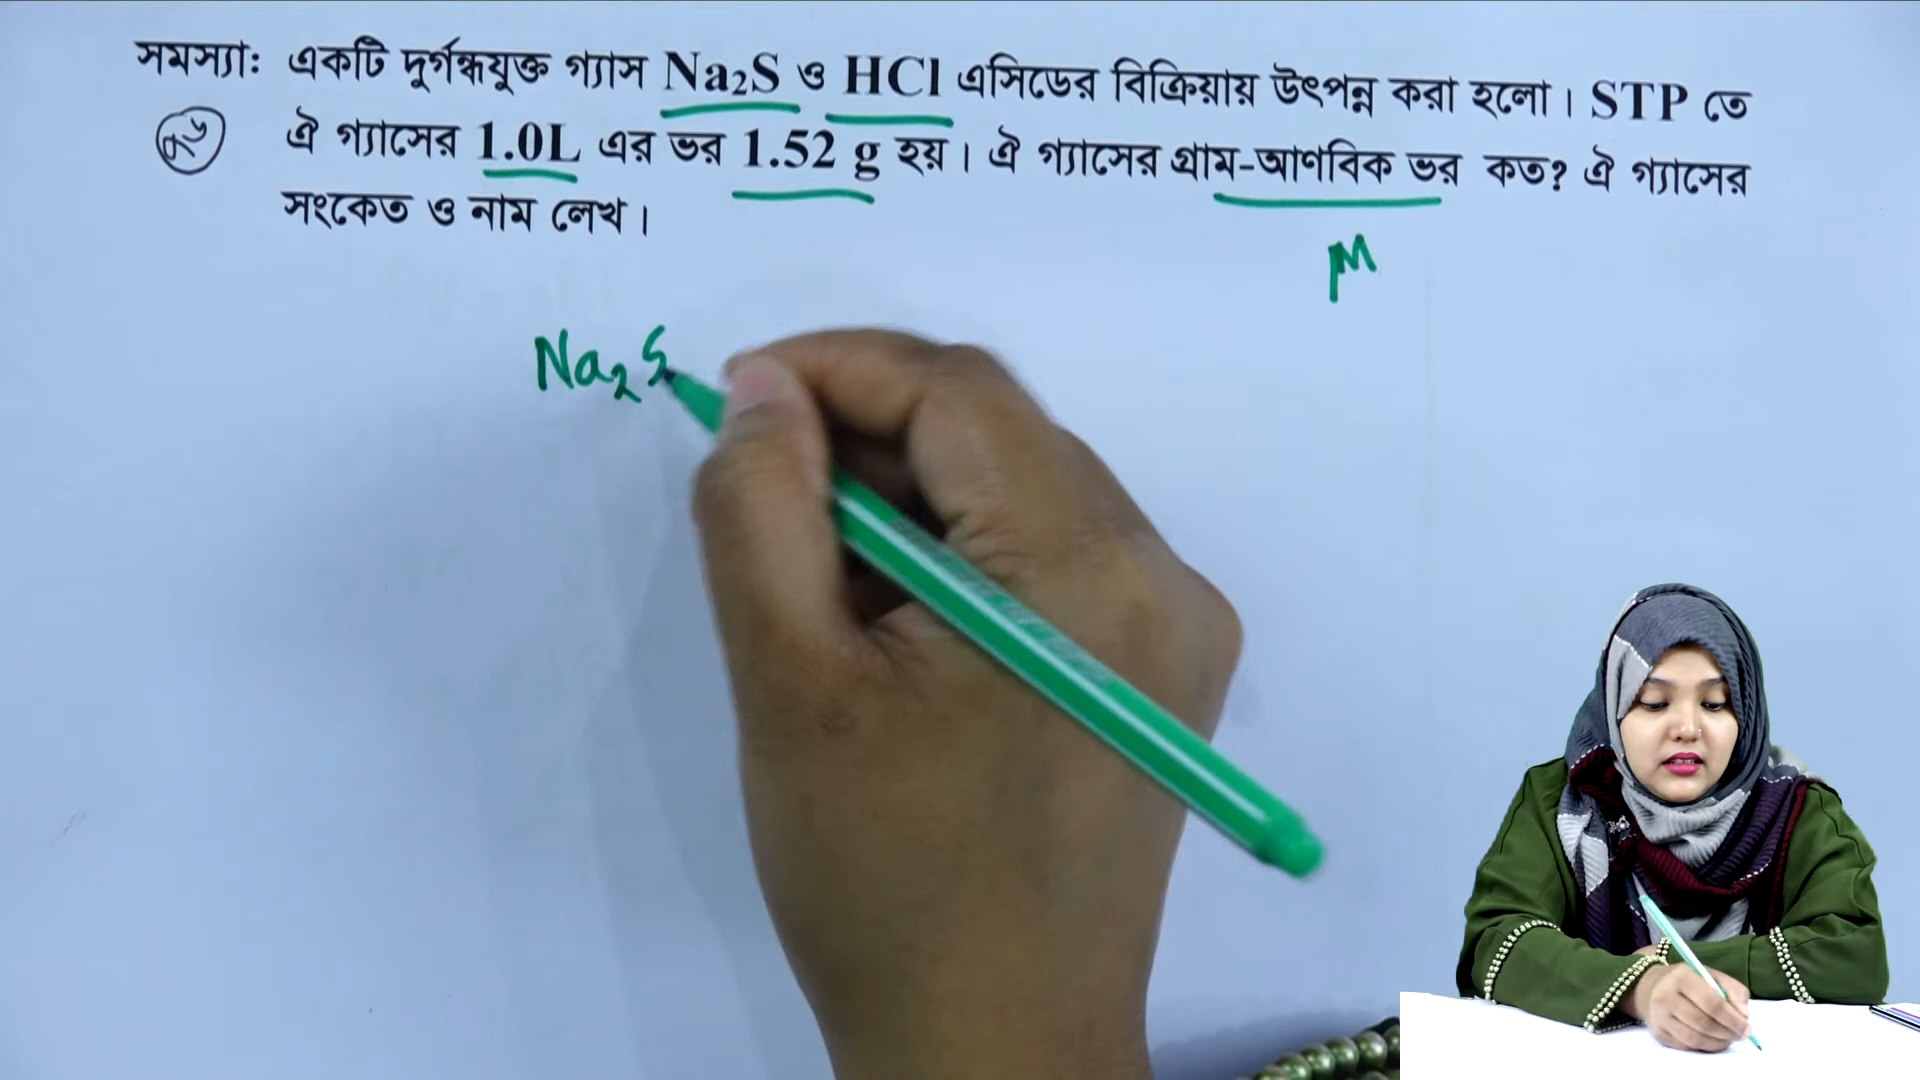 সমস্যাঃ একটি দুর্গন্ধযুক্ত গ্যাস Na₂S ও HCl এসিডের বিক্রিয়ায় উৎপন্ন করা হলো। STP তে
ঐ গ্যাসের 1.0L এর ভর 1.52 g হয়। ঐ গ্যাসের গ্রাম-আণবিক ভর কত? ঐ গ্যাসের
সংকেত ও নাম লেখ।
M
Na₂S